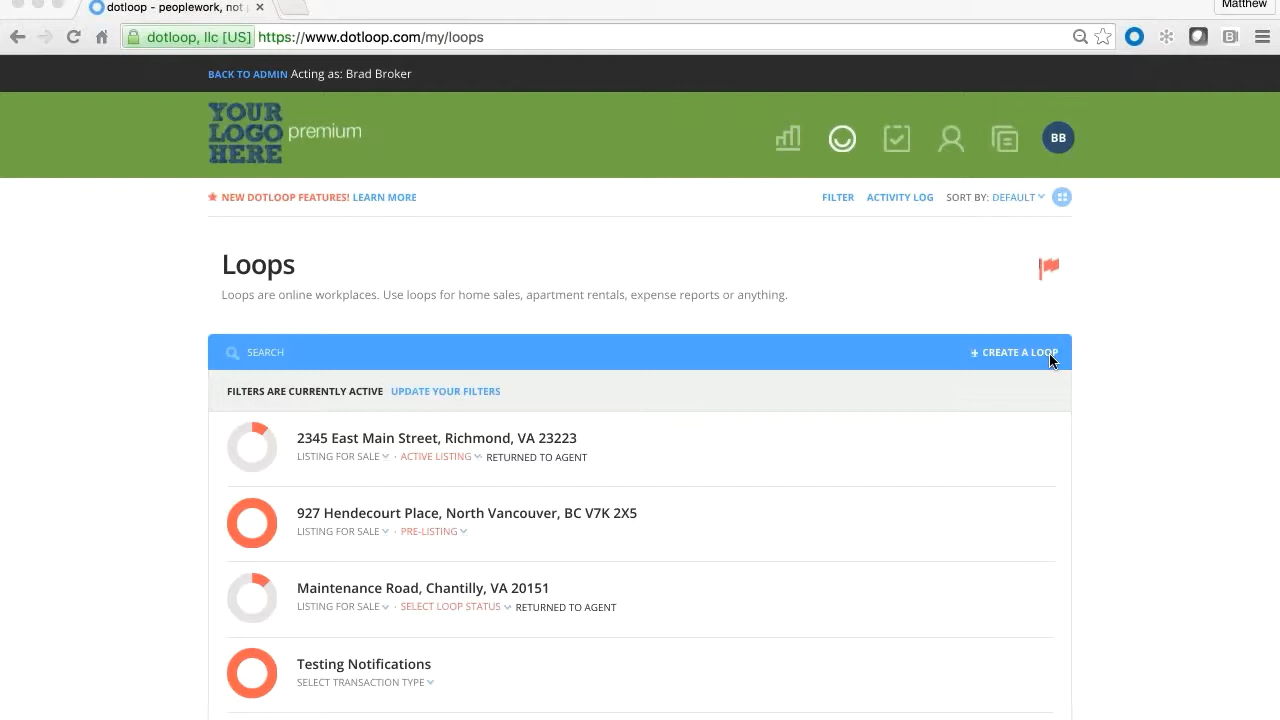 dotloop - peoplework, not
Matthew
dotloop, llc [US] https://www.dotloop.com/my/loops
BACK TO ADMIN Acting as: Brad Broker
YOUR
LOGO
HERE
premium
BB
NEW DOTLOOP FEATURES! LEARN MORE
FILTER ACTIVITY LOG SORT BY: DEFAULT
Loops
Loops are online workplaces. Use loops for home sales, apartment rentals, expense reports or anything.
SEARCH
+ CREATE A LOOP
FILTERS ARE CURRENTLY ACTIVE UPDATE YOUR FILTERS
2345 East Main Street, Richmond, VA 23223
LISTING FOR SALE · ACTIVE LISTING RETURNED TO AGENT
927 Hendecourt Place, North Vancouver, BC V7K 2X5
LISTING FOR SALE · PRE-LISTING
Maintenance Road, Chantilly, VA 20151
LISTING FOR SALE · SELECT LOOP STATUS RETURNED TO AGENT
Testing Notifications
SELECT TRANSACTION TYPE